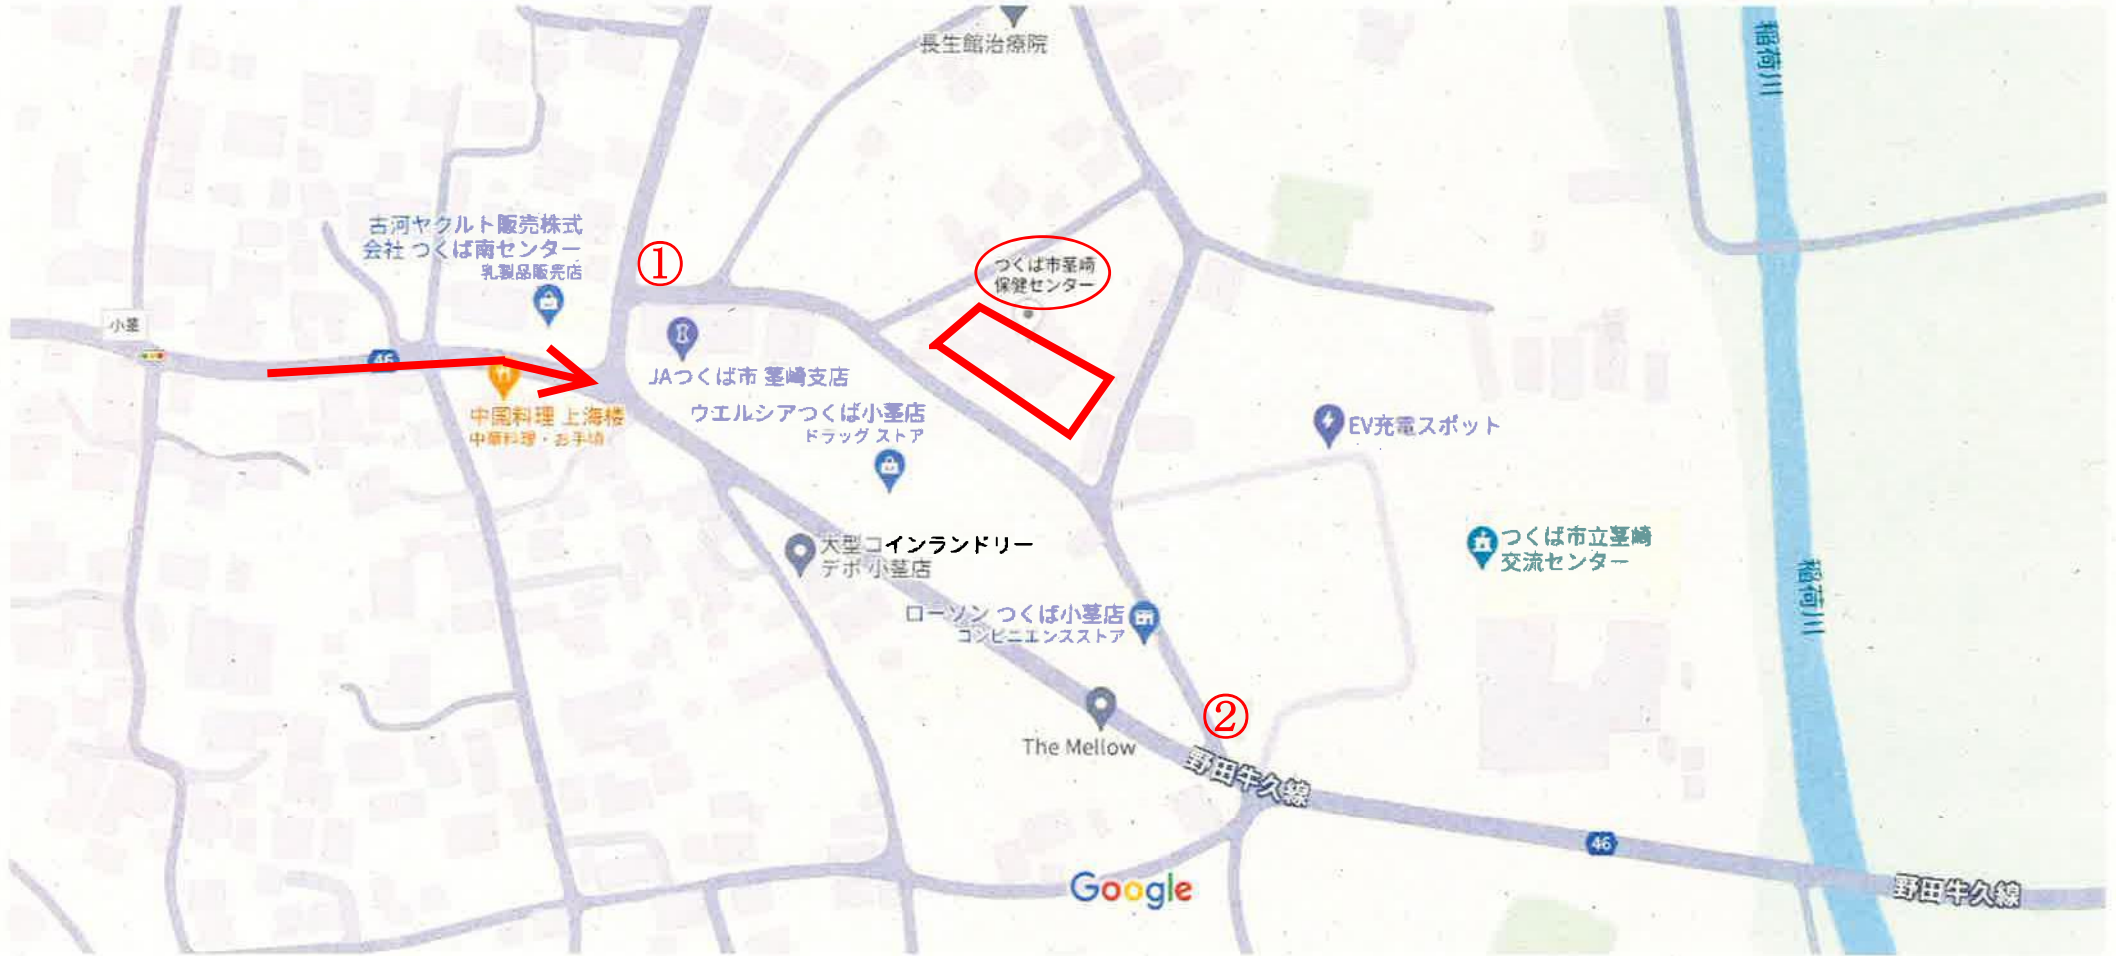 長生館治療院
稲荷川
古河ヤクルト販売株式
会社 つくば南センター
乳製品販売店
①
つくば市茎崎
保健センター
小茎
46
JAつくば市 茎崎支店
中国料理 上海楼
中華料理・お手頃
ウエルシアつくば小茎店
ドラッグ ストア
EV充電スポット
大型コインランドリー
デポ 小茎店
つくば市立茎崎
交流センター
稲荷川
ローソン つくば小茎店
コンビニエンスストア
②
The Mellow
野田牛久線
46
Google
野田牛久線